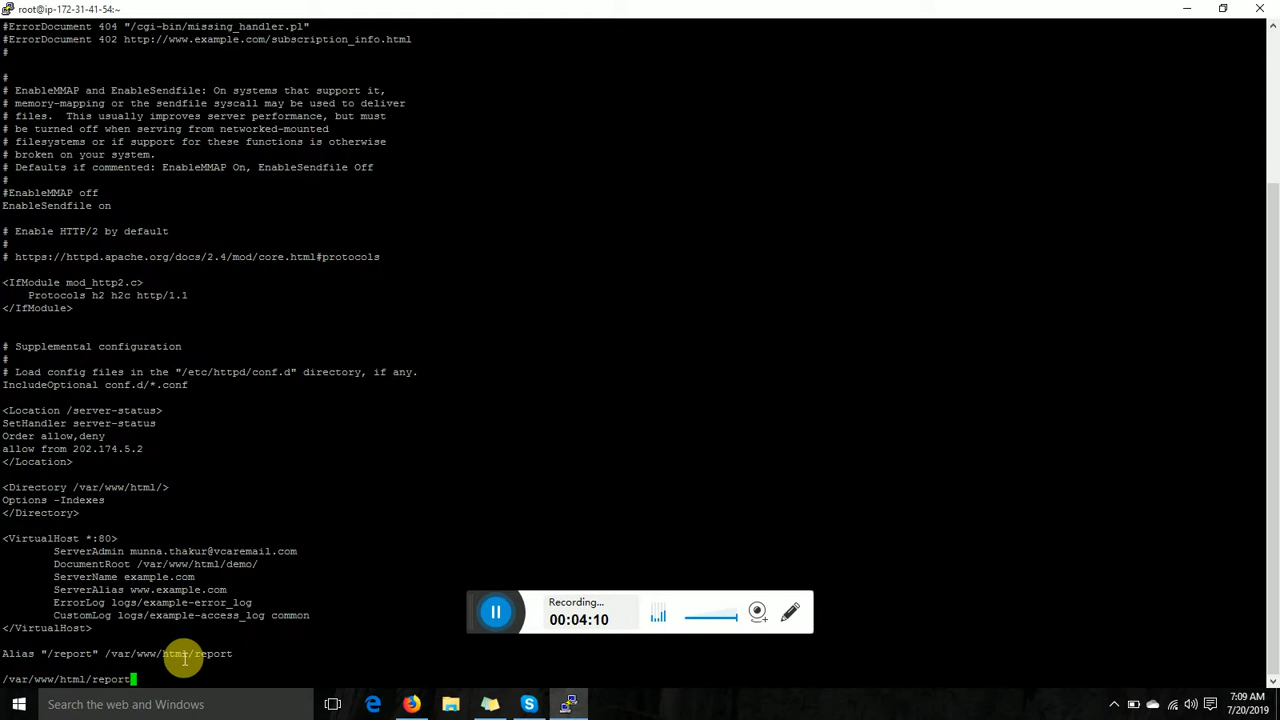 root@ip-172-31-41-54:~
#ErrorDocument 404 "/cgi-bin/missing_handler.pl"
#ErrorDocument 402 http://www.example.com/subscription_info.html
#
#
# EnableMMAP and EnableSendfile: On systems that support it,
# memory-mapping or the sendfile syscall may be used to deliver
# files.  This usually improves server performance, but must
# be turned off when serving from networked-mounted
# filesystems or if support for these functions is otherwise
# broken on your system.
# Defaults if commented: EnableMMAP On, EnableSendfile Off
#
#EnableMMAP off
EnableSendfile on
# Enable HTTP/2 by default
#
# https://httpd.apache.org/docs/2.4/mod/core.html#protocols
<IfModule mod_http2.c>
    Protocols h2 h2c http/1.1
</IfModule>
# Supplemental configuration
#
# Load config files in the "/etc/httpd/conf.d" directory, if any.
IncludeOptional conf.d/*.conf
<Location /server-status>
SetHandler server-status
Order allow,deny
allow from 202.174.5.2
</Location>
<Directory /var/www/html/>
Options -Indexes
</Directory>
<VirtualHost *:80>
        ServerAdmin munna.thakur@vcaremail.com
        DocumentRoot /var/www/html/demo/
        ServerName example.com
        ServerAlias www.example.com
        ErrorLog logs/example-error_log
        CustomLog logs/example-access_log common
</VirtualHost>
Alias "/report" /var/www/html/report
/var/www/html/report
Recording...
00:04:10
Search the web and Windows
7:09 AM
7/20/2019